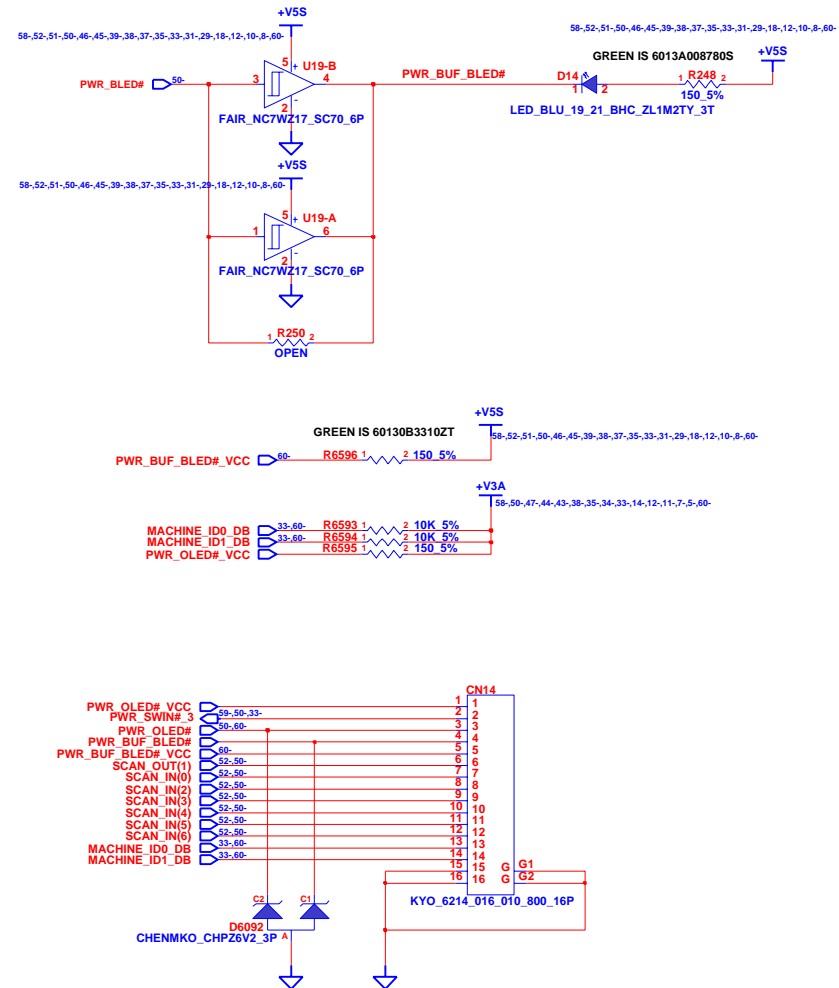 +V5S
58-,52-,51-,50-,46-,45-,39-,38-,37-,35-,33-,31-,29-,18-,12-,10-,8-,60-
58-,52-,51-,50-,46-,45-,39-,38-,37-,35-,33-,31-,29-,18-,12-,10-,8-,60-
GREEN IS 6013A008780S
+V5S
5 + U19-B
PWR_BLED# 50- 3 4 PWR_BUF_BLED# D14 1 2 1 R248 2
150_5%
2 -
LED_BLU_19_21_BHC_ZL1M2TY_3T
FAIR_NC7WZ17_SC70_6P
+V5S
58-,52-,51-,50-,46-,45-,39-,38-,37-,35-,33-,31-,29-,18-,12-,10-,8-,60-
5 + U19-A
1 6
2 -
FAIR_NC7WZ17_SC70_6P
1 R250 2
OPEN
+V5S
GREEN IS 60130B3310ZT
58-,52-,51-,50-,46-,45-,39-,38-,37-,35-,33-,31-,29-,18-,12-,10-,8-,60-
PWR_BUF_BLED#_VCC 60- R6596 1 2 150_5%
+V3A
58-,50-,47-,44-,43-,38-,35-,34-,33-,14-,12-,11-,7-,5-,60-
MACHINE_ID0_DB 33-,60- R6593 1 2 10K_5%
MACHINE_ID1_DB 33-,60- R6594 1 2 10K_5%
PWR_OLED#_VCC R6595 1 2 150_5%
CN14
PWR_OLED#_VCC 1 1
PWR_SWIN#_3 59-,50-,33- 2 2
PWR_OLED# 50-,60- 3 3
PWR_BUF_BLED# 4 4
PWR_BUF_BLED#_VCC 60- 5 5
SCAN_OUT(1) 52-,50- 6 6
SCAN_IN(0) 52-,50- 7 7
SCAN_IN(2) 52-,50- 8 8
SCAN_IN(3) 52-,50- 9 9
SCAN_IN(4) 52-,50- 10 10
SCAN_IN(5) 52-,50- 11 11
SCAN_IN(6) 52-,50- 12 12
MACHINE_ID0_DB 33-,60- 13 13
MACHINE_ID1_DB 33-,60- 14 14
15 15 G G1
16 16 G G2
KYO_6214_016_010_800_16P
C2 C1
D6092
CHENMKO_CHPZ6V2_3P A